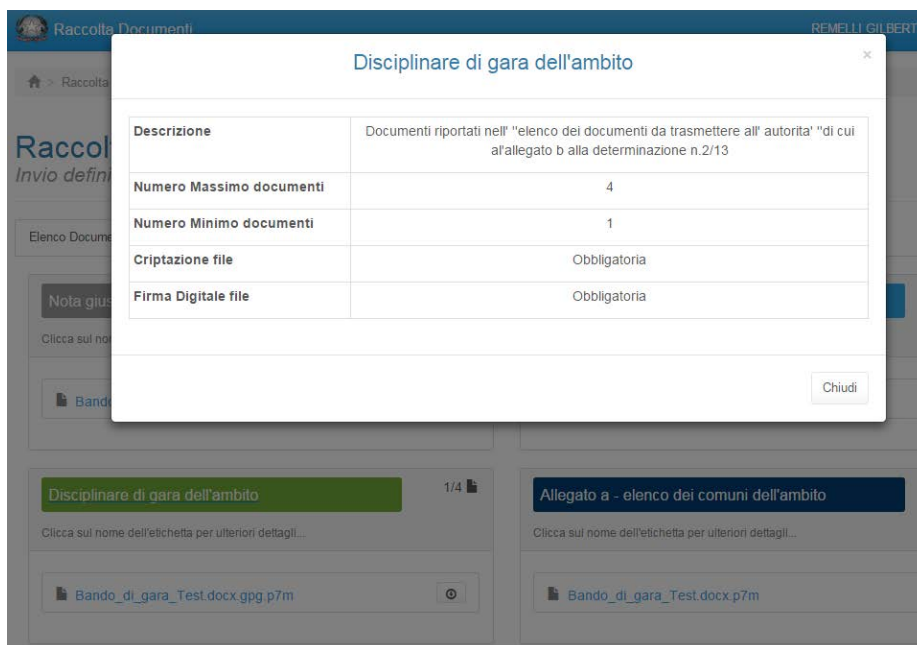 Raccolta Documenti
REMELLI GILBERT
Disciplinare di gara dell'ambito
×
> Raccolta
Descrizione
Documenti riportati nell' "elenco dei documenti da trasmettere all' autorita' "di cui
al'allegato b alla determinazione n.2/13
Raccol
Invio defini
Numero Massimo documenti
4
Numero Minimo documenti
1
Elenco Docume
Criptazione file
Obbligatoria
Firma Digitale file
Obbligatoria
Nota gius
Clicca sul nom
Chiudi
Bando
Disciplinare di gara dell'ambito
1/4
Allegato a - elenco dei comuni dell'ambito
Clicca sul nome dell'etichetta per ulteriori dettagli...
Clicca sul nome dell'etichetta per ulteriori dettagli...
Bando_di_gara_Test.docx.gpg.p7m
Bando_di_gara_Test.docx.p7m